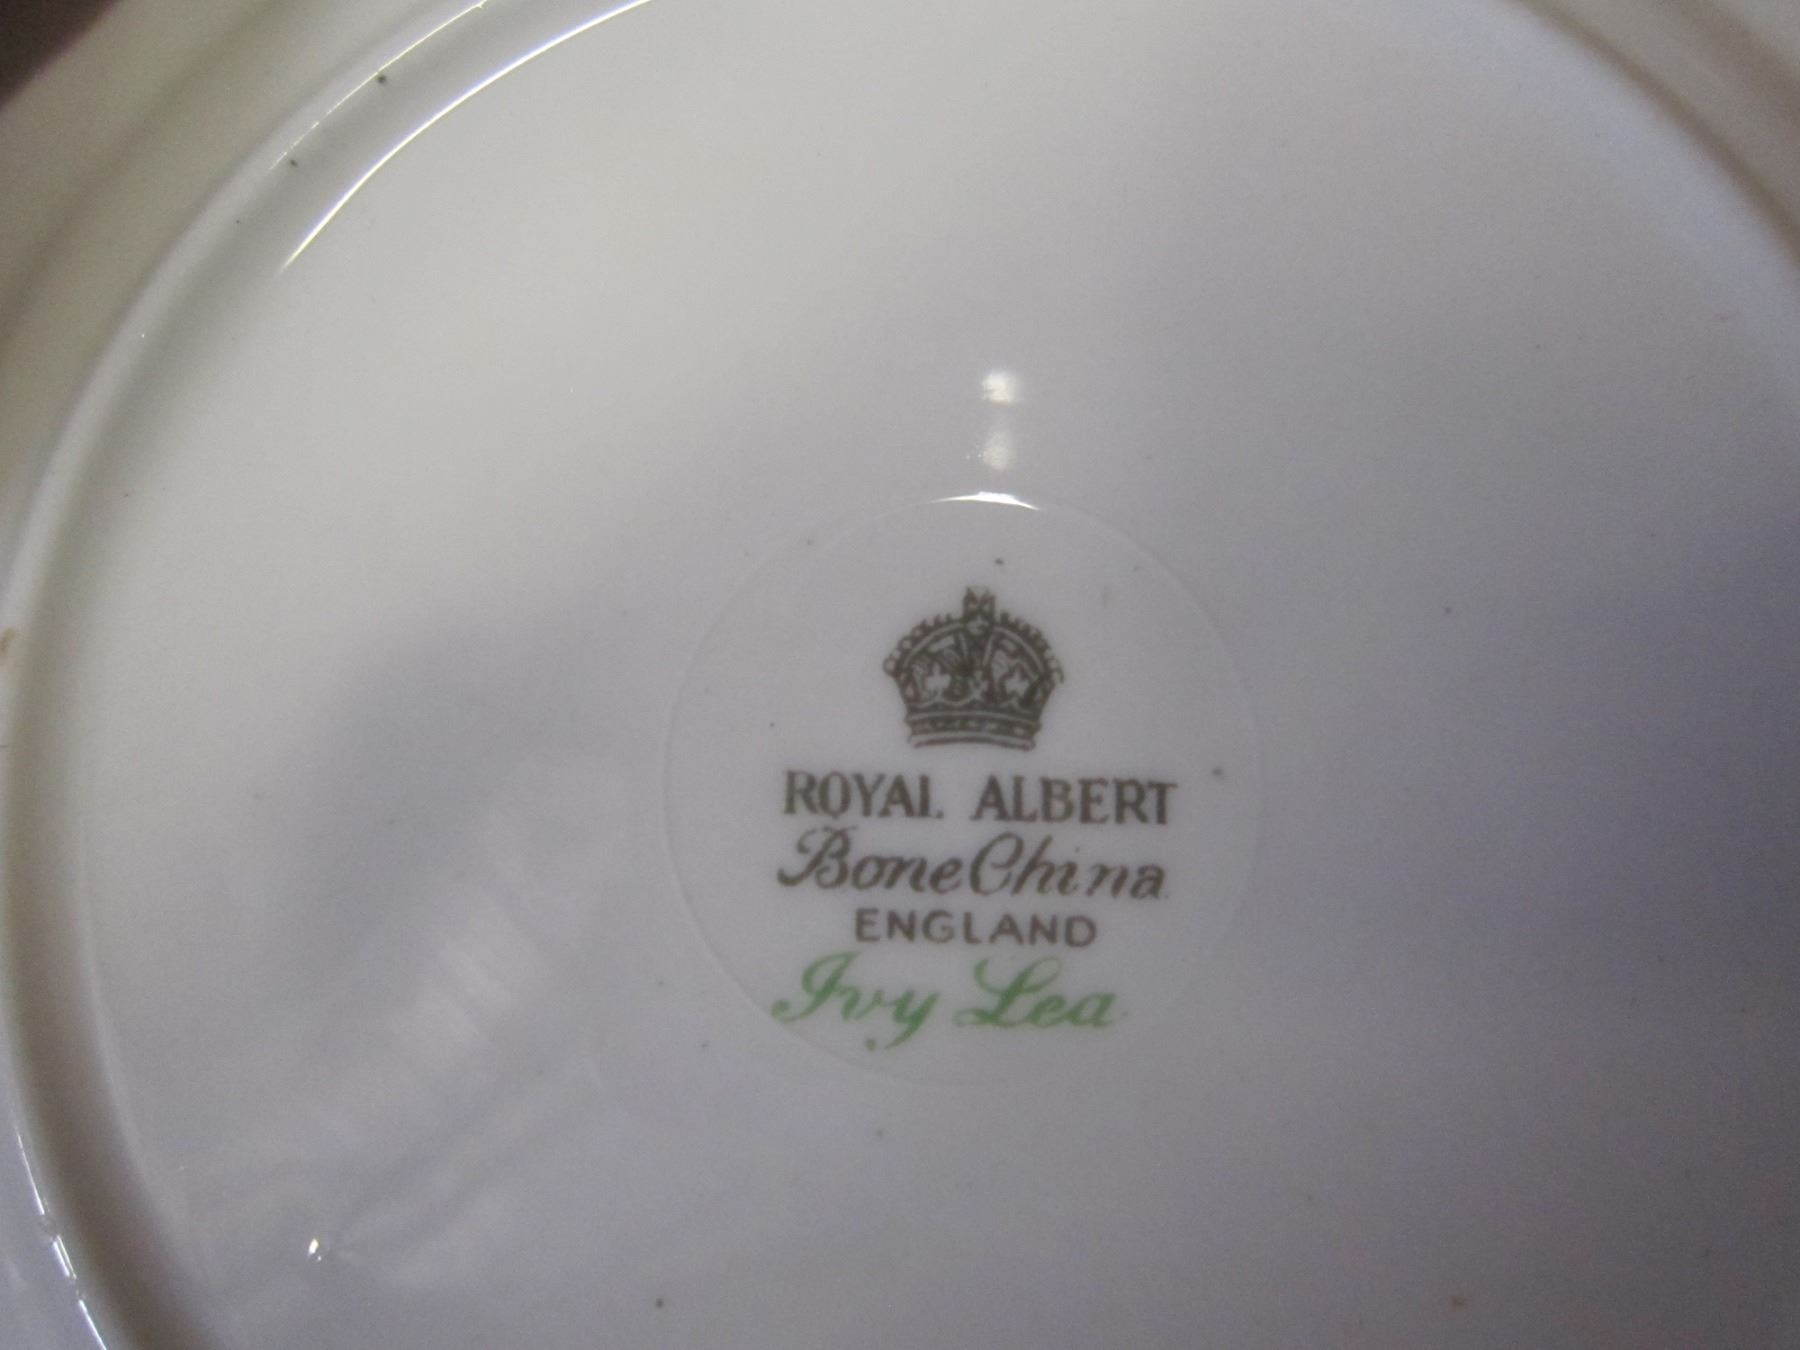 ROYAL ALBERT
Bone China
ENGLAND
Ivy Lea